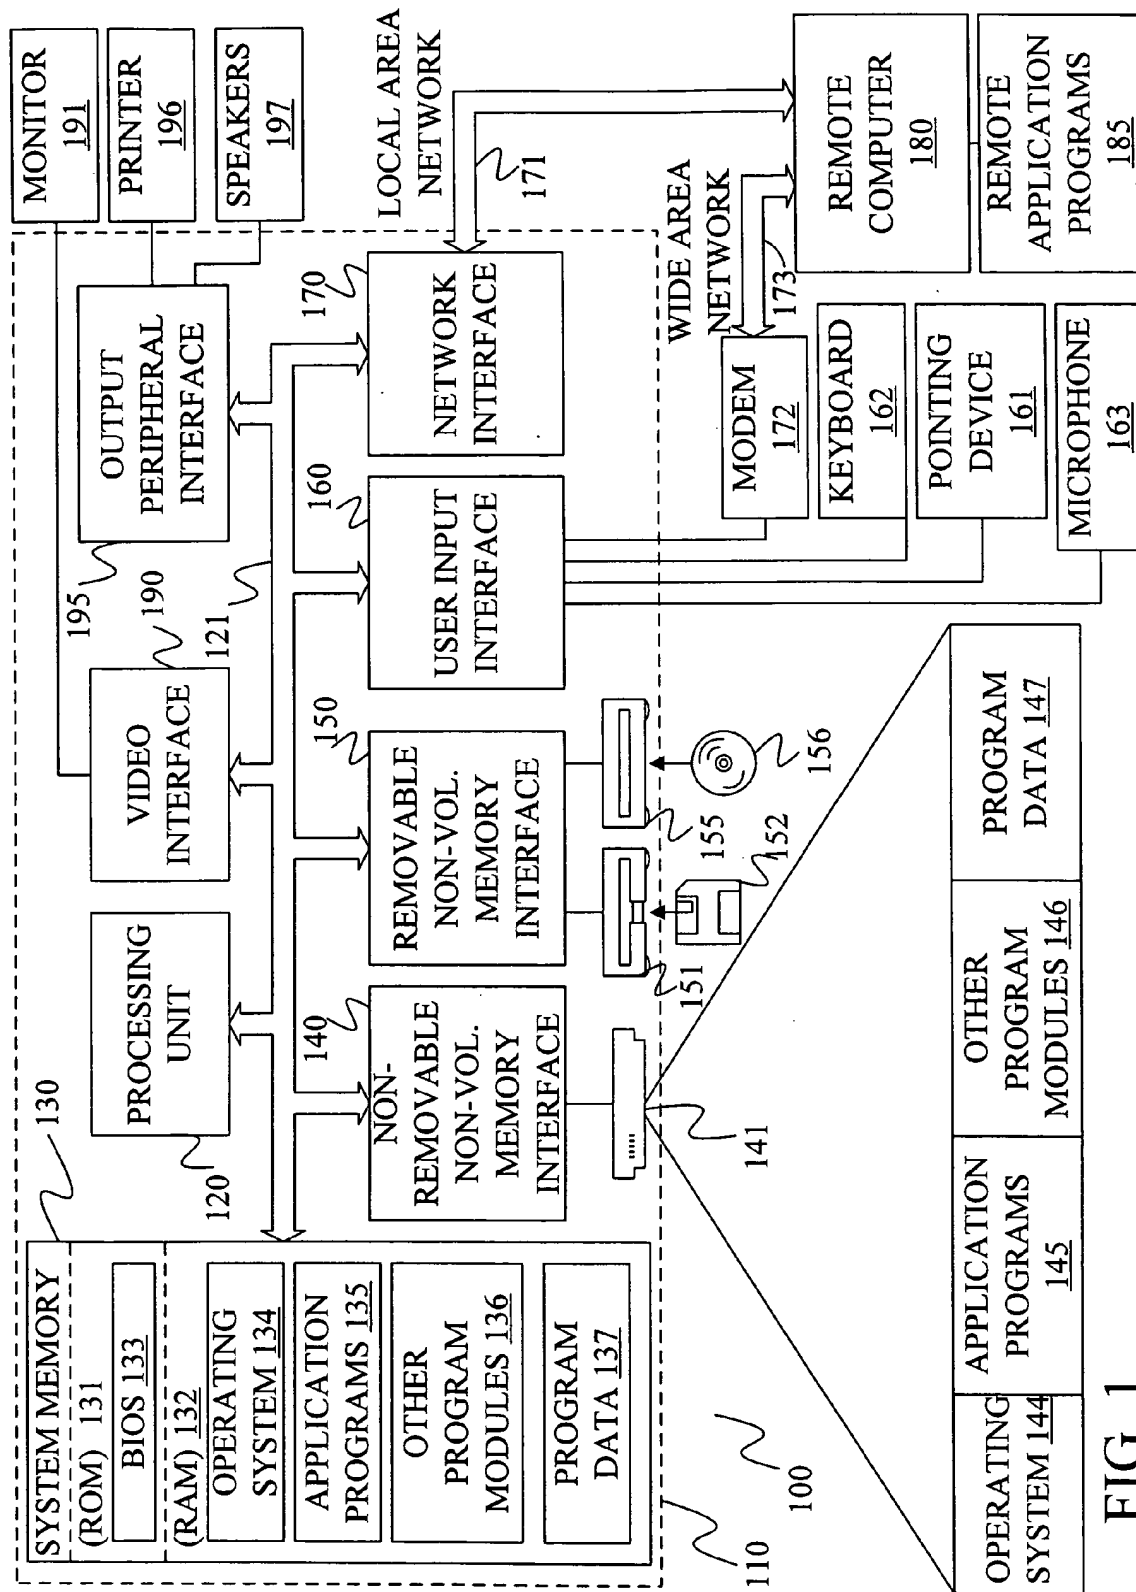 SYSTEM MEMORY
(ROM) 131
BIOS 133
(RAM) 132
OPERATING
SYSTEM 134
APPLICATION
PROGRAMS 135
OTHER
PROGRAM
MODULES 136
PROGRAM
DATA 137
130
120
PROCESSING
UNIT
VIDEO
INTERFACE
190
121
195
OUTPUT
PERIPHERAL
INTERFACE
MONITOR
191
PRINTER
196
SPEAKERS
197
140
NON-
REMOVABLE
NON-VOL.
MEMORY
INTERFACE
150
REMOVABLE
NON-VOL.
MEMORY
INTERFACE
160
USER INPUT
INTERFACE
170
NETWORK
INTERFACE
LOCAL AREA
NETWORK
171
WIDE AREA
NETWORK
173
110
100
141
151
152
155
156
MODEM
172
KEYBOARD
162
POINTING
DEVICE
161
MICROPHONE
163
REMOTE
COMPUTER
180
REMOTE
APPLICATION
PROGRAMS
185
OPERATING
SYSTEM 144
APPLICATION
PROGRAMS
145
OTHER
PROGRAM
MODULES 146
PROGRAM
DATA 147
FIG. 1